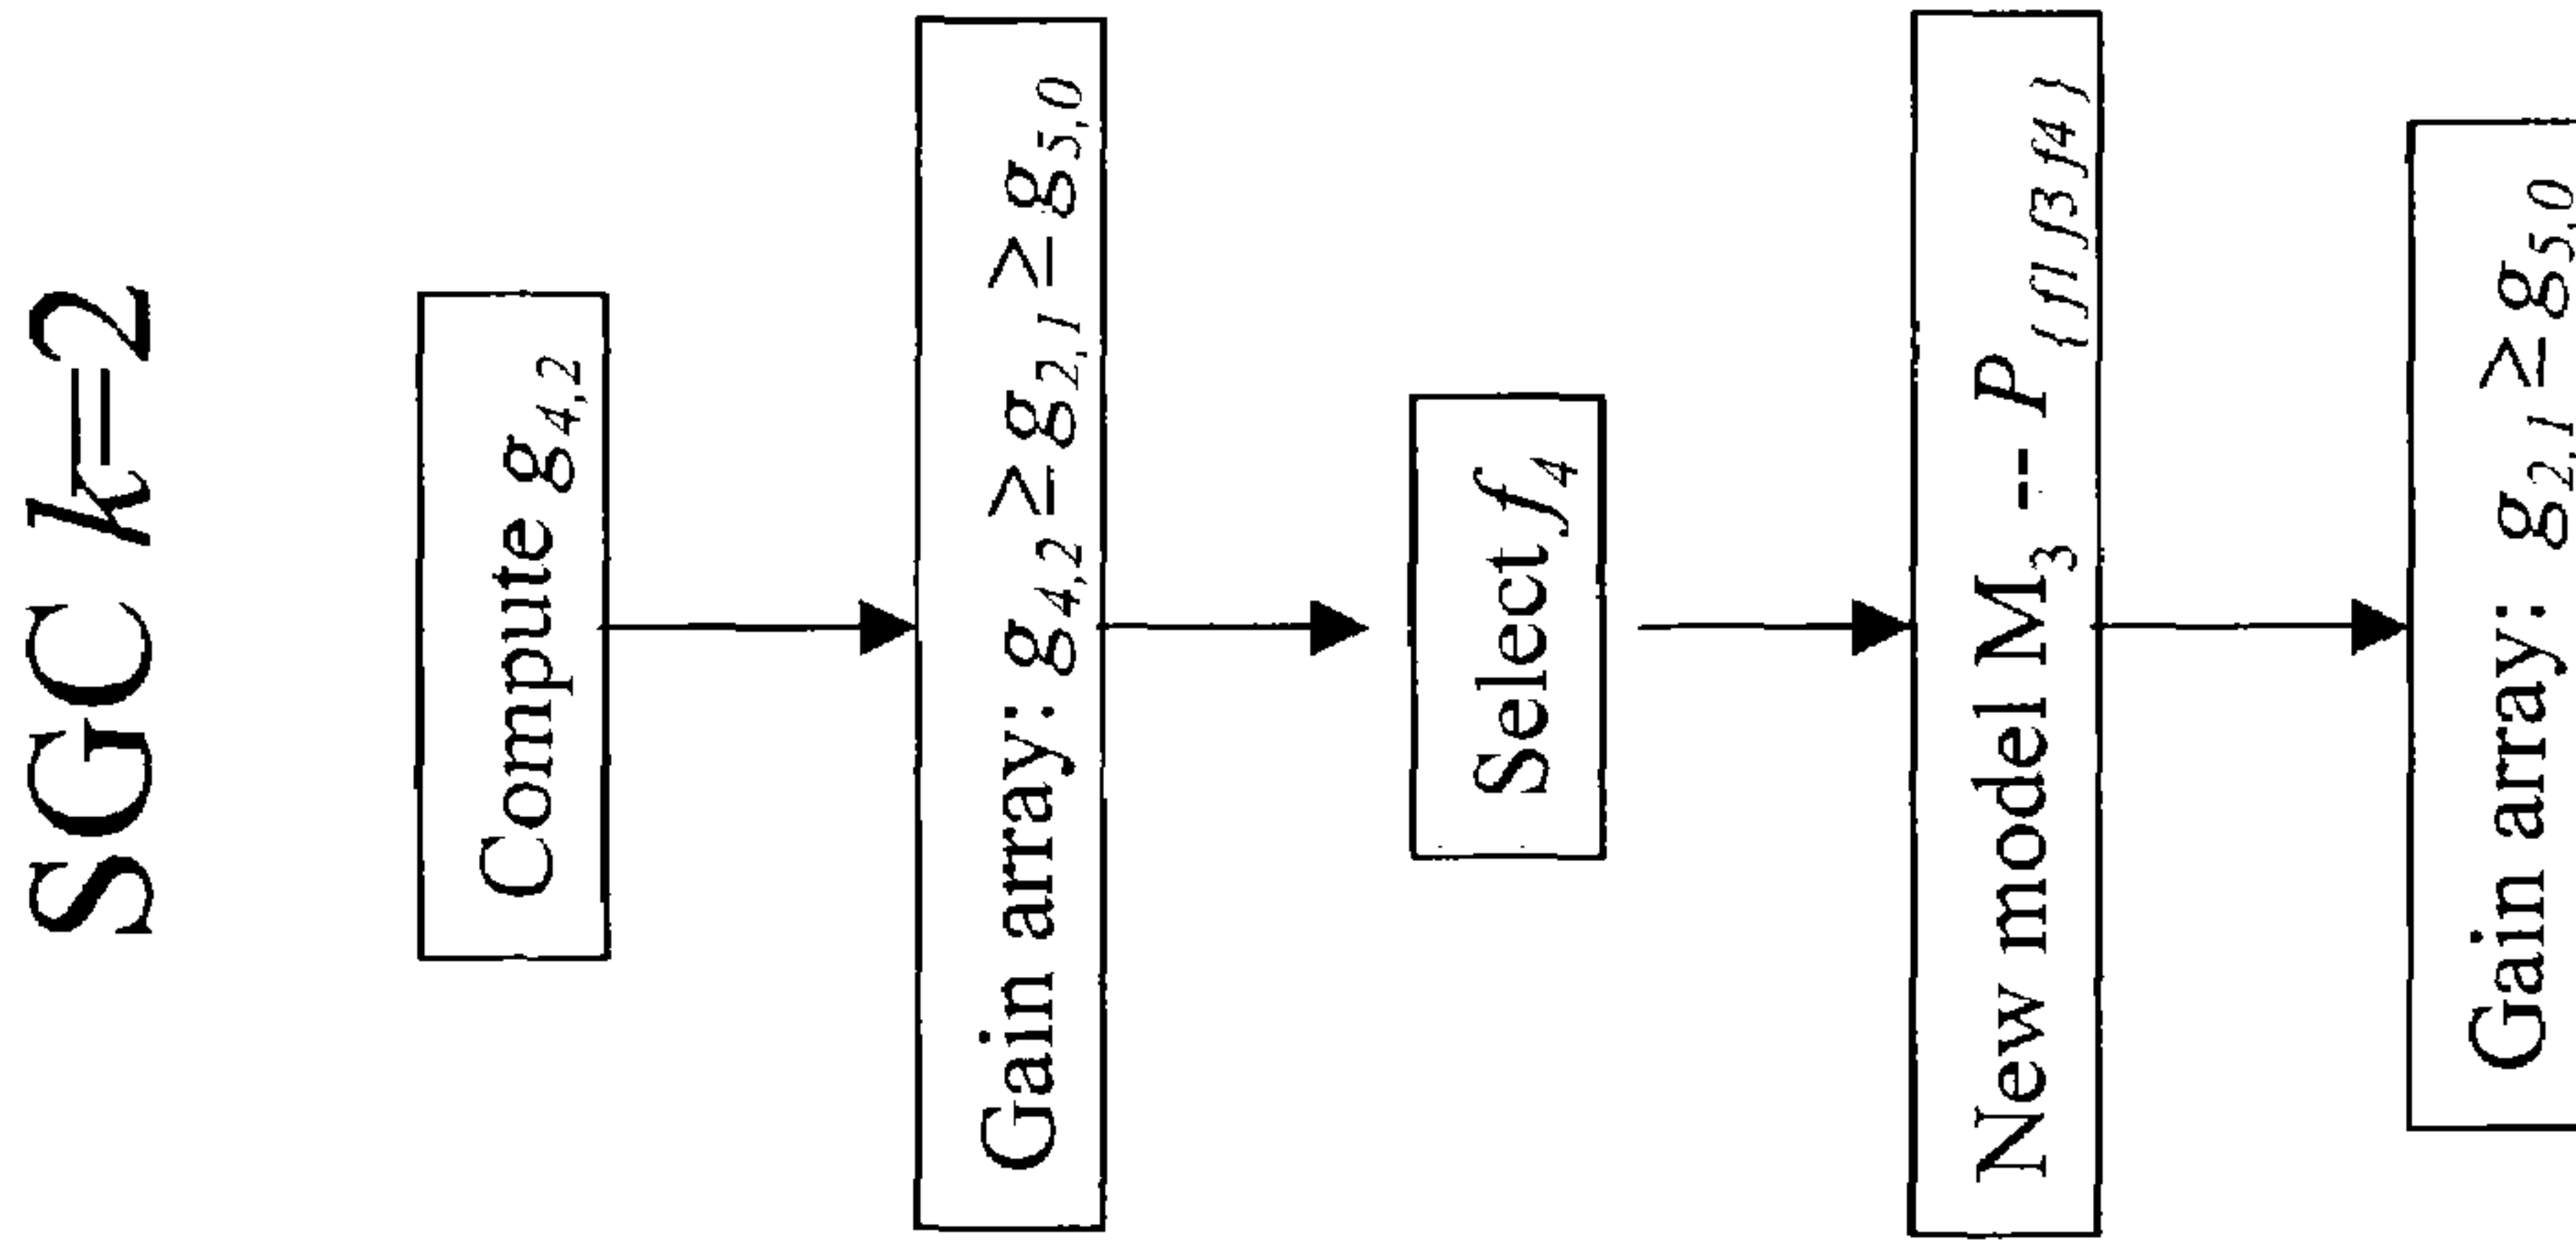 SGC k=2
Compute g4,2
Gain array: g4,2 ≥ g2,1 ≥ g5,0
Select f4
New model M3 -- P{f1 f3 f4}
Gain array: g2,1 ≥ g5,0